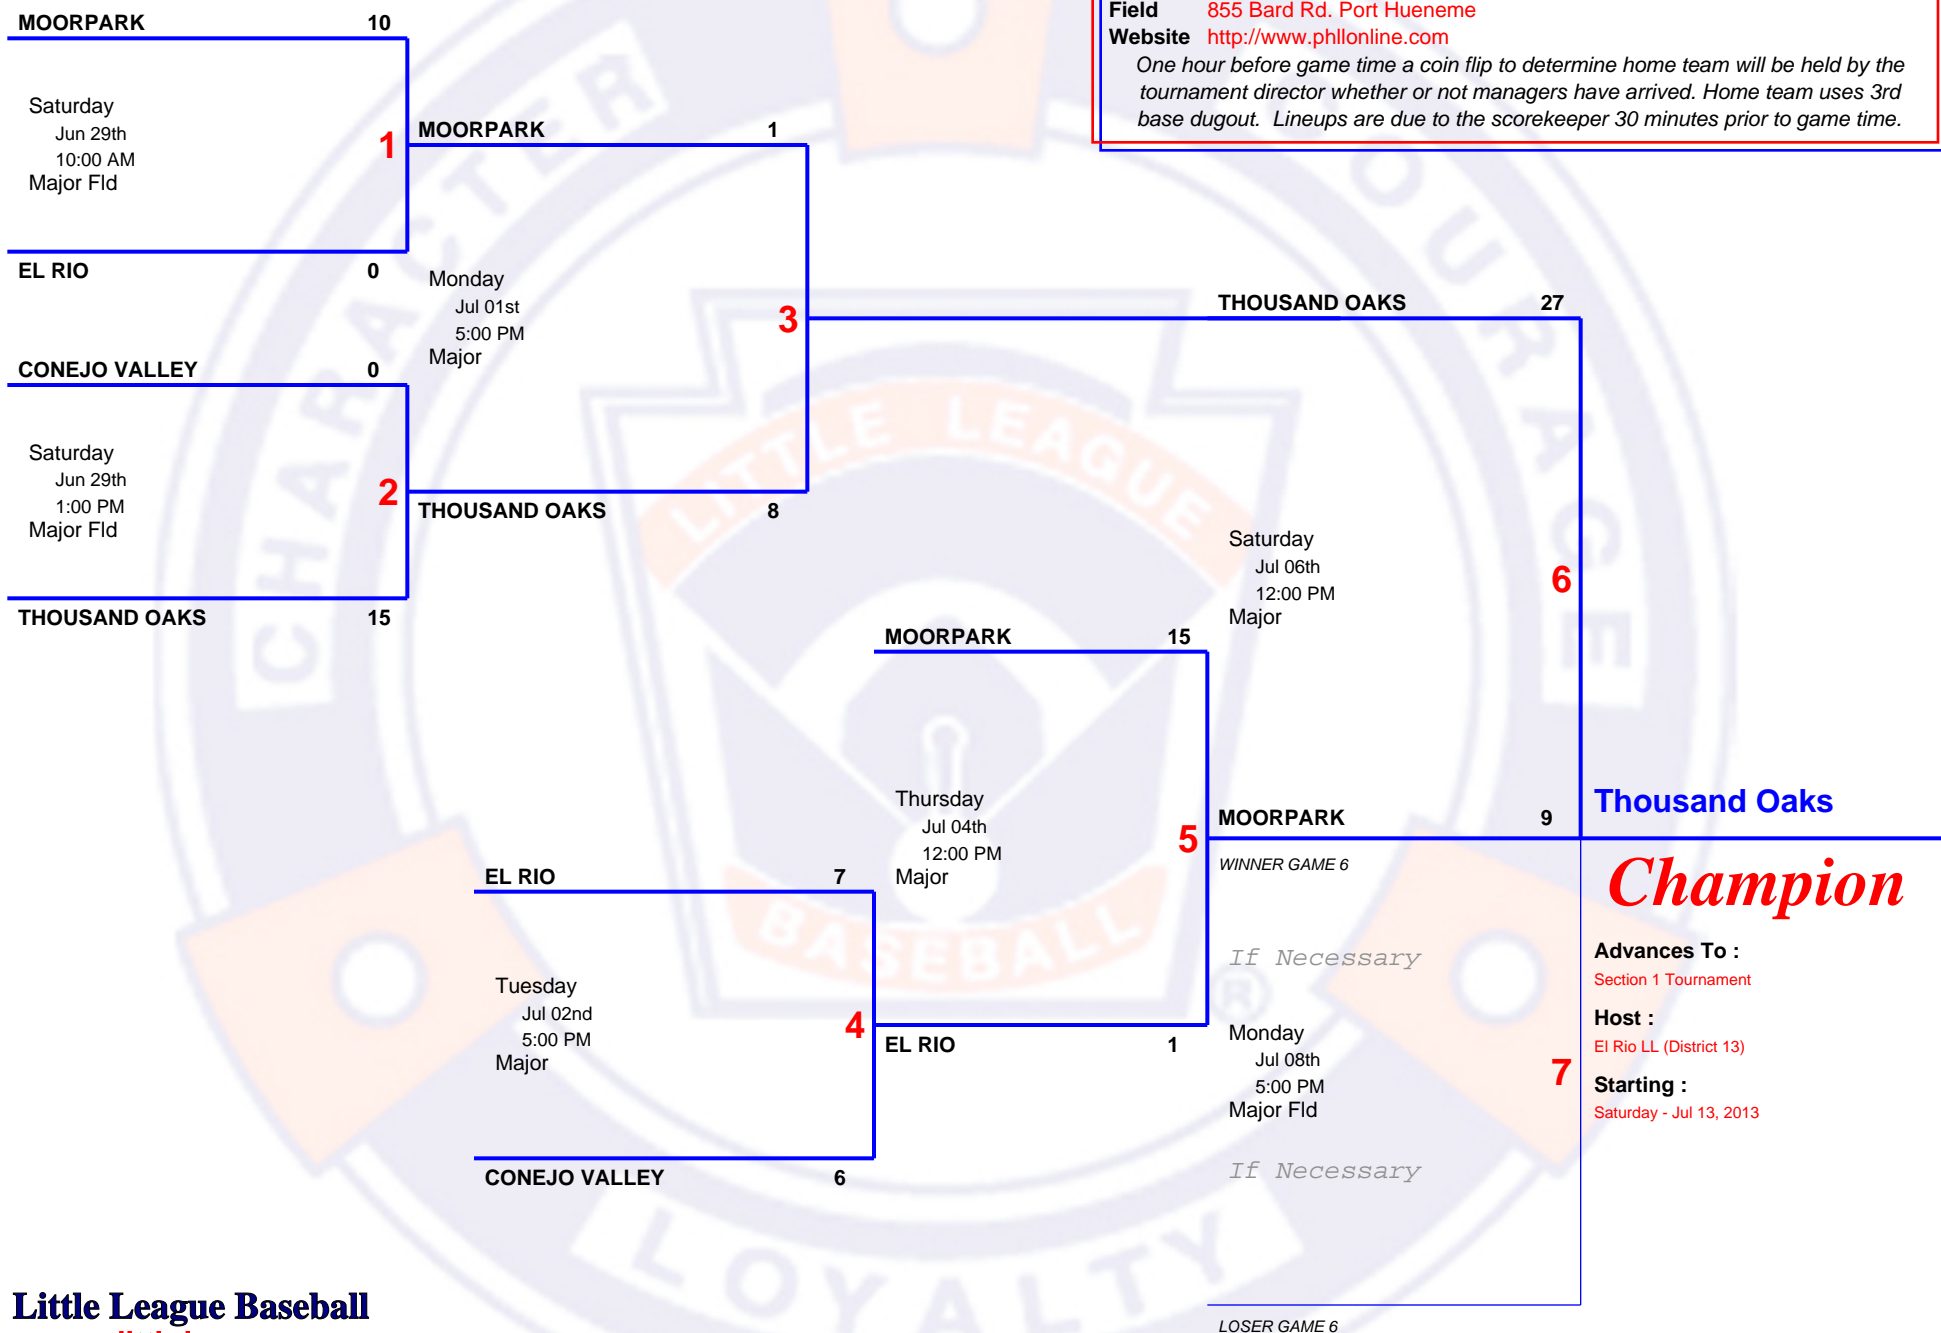 MOORPARK 10
Field 855 Bard Rd. Port Hueneme
Website http://www.phllonline.com
One hour before game time a coin flip to determine home team will be held by the
tournament director whether or not managers have arrived. Home team uses 3rd
base dugout. Lineups are due to the scorekeeper 30 minutes prior to game time.
Saturday
Jun 29th
10:00 AM
Major Fld
1
MOORPARK 1
EL RIO 0
Monday
Jul 01st
5:00 PM
Major
3
THOUSAND OAKS 27
CONEJO VALLEY 0
Saturday
Jun 29th
1:00 PM
Major Fld
2
THOUSAND OAKS 8
THOUSAND OAKS 15
Saturday
Jul 06th
12:00 PM
Major
6
MOORPARK 15
Thursday
Jul 04th
12:00 PM
Major
5
MOORPARK 9
WINNER GAME 6
Thousand Oaks
Champion
EL RIO 7
Tuesday
Jul 02nd
5:00 PM
Major
4
EL RIO 1
CONEJO VALLEY 6
If Necessary
Monday
Jul 08th
5:00 PM
Major Fld
7
If Necessary
Advances To :
Section 1 Tournament
Host :
El Rio LL (District 13)
Starting :
Saturday - Jul 13, 2013
LOSER GAME 6
Little League Baseball
CHARACTER
COURAGE
LOYALTY
LITTLE LEAGUE
BASEBALL
®